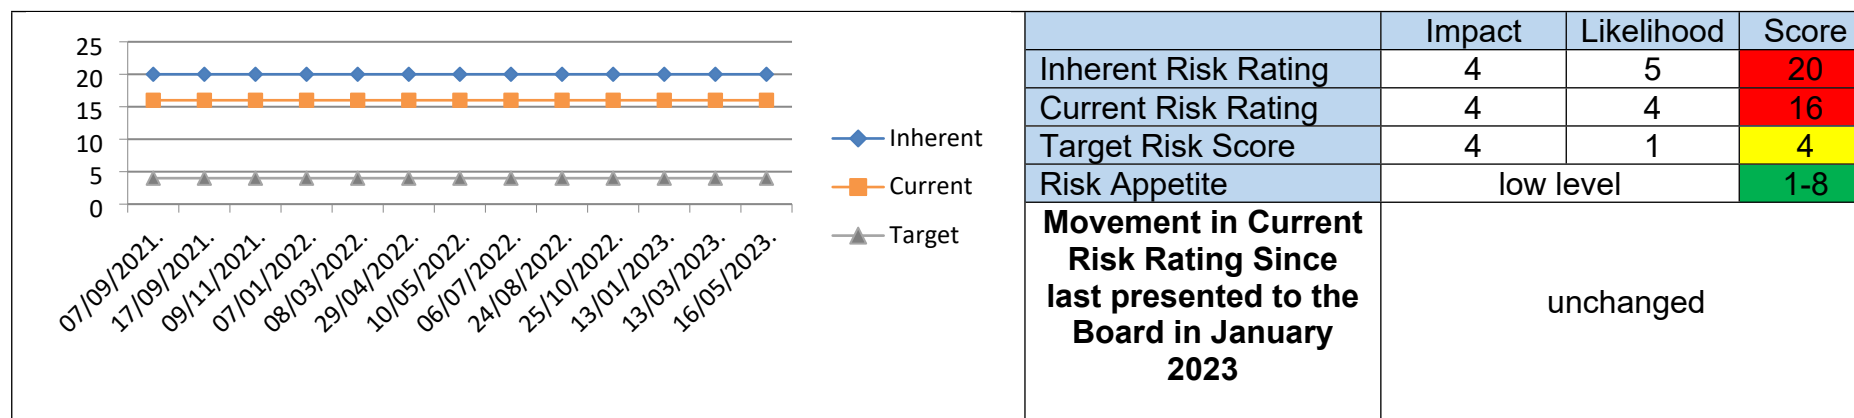 25
20
15
10
5
0
07/09/2021.
17/09/2021.
09/11/2021.
07/01/2022.
08/03/2022.
29/04/2022.
10/05/2022.
06/07/2022.
24/08/2022.
25/10/2022.
13/01/2023.
13/03/2023.
16/05/2023.
Inherent
Current
Target
Impact Likelihood Score
Inherent Risk Rating 4 5 20
Current Risk Rating 4 4 16
Target Risk Score 4 1 4
Risk Appetite low level 1-8
Movement in Current
Risk Rating Since
last presented to the
Board in January
2023
unchanged